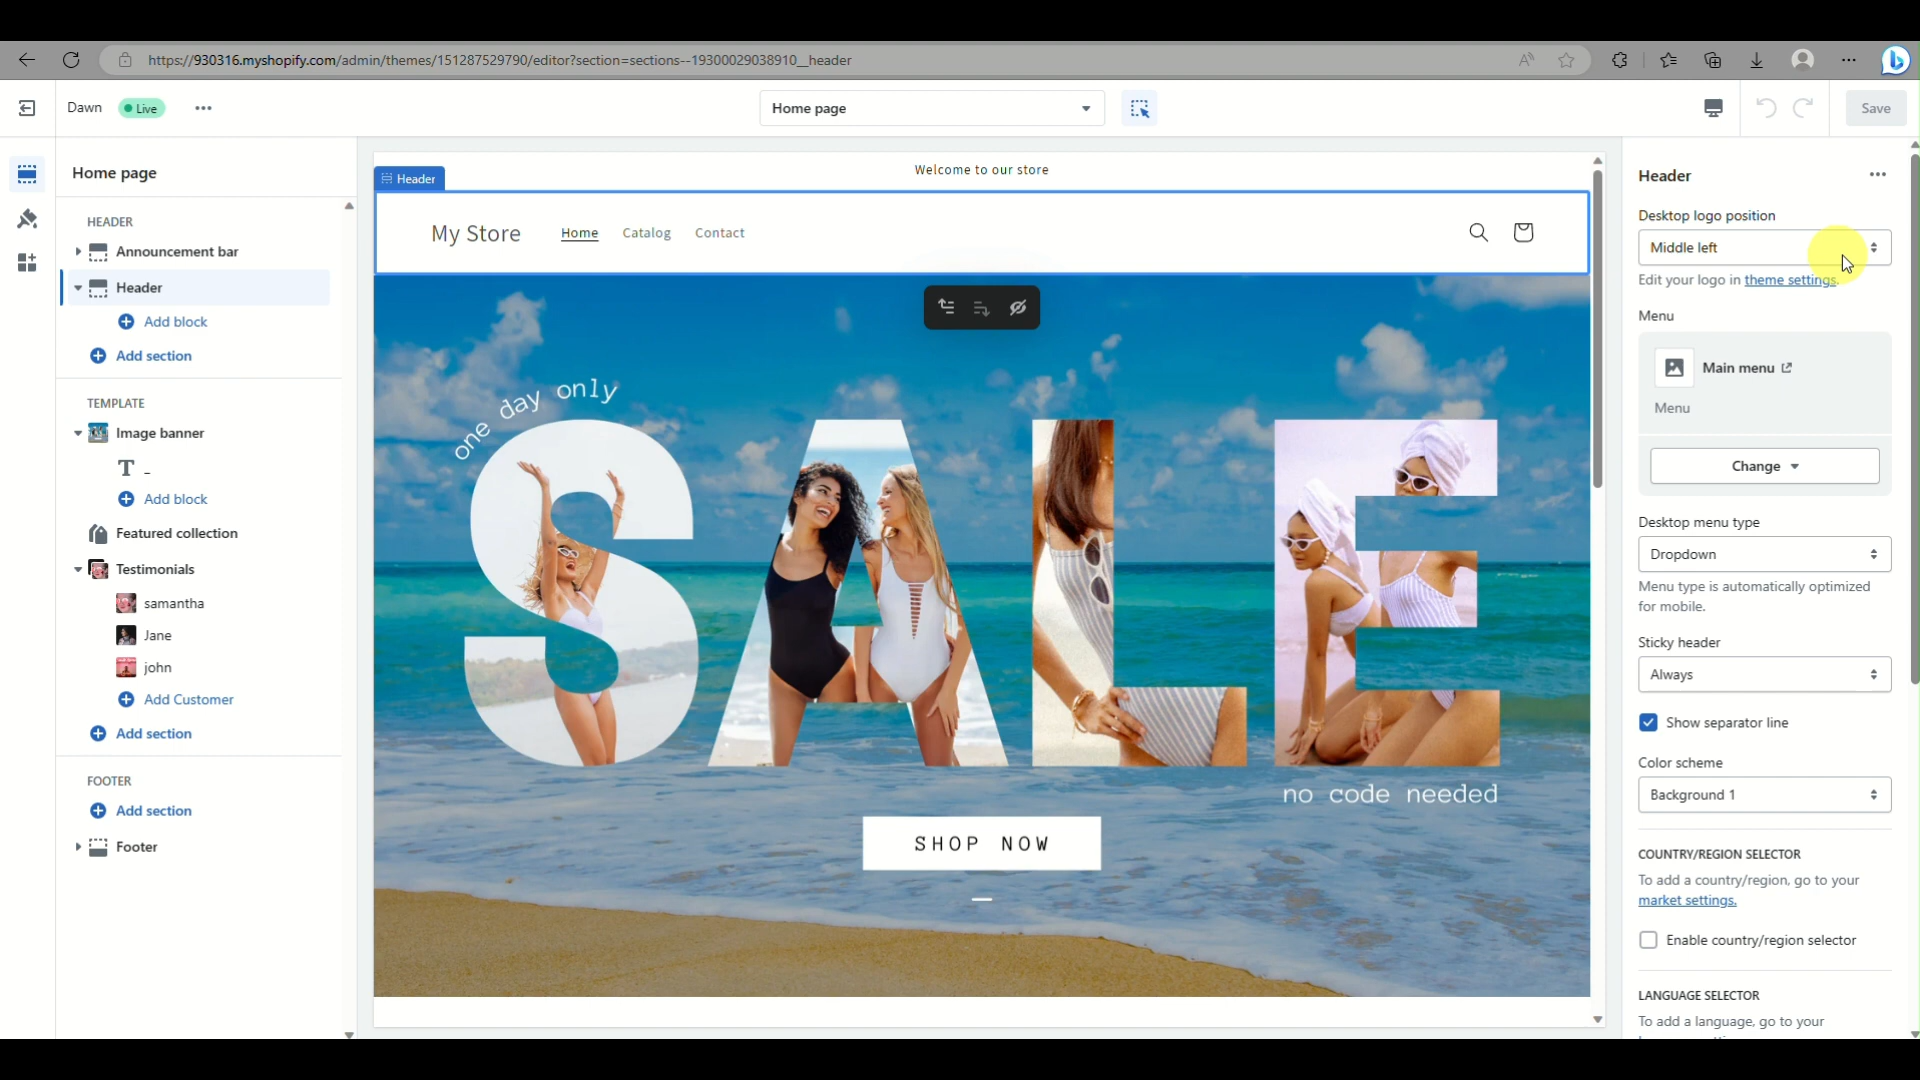 https://930316.myshopify.com/admin/themes/151287529790/editor?section=sections--19300029038910__header
Dawn
Live
Home page
Save
Home page
HEADER
Announcement bar
Header
Add block
Add section
TEMPLATE
Image banner
T _
Add block
Featured collection
Testimonials
samantha
Jane
john
Add Customer
Add section
FOOTER
Add section
Footer
Welcome to our store
Header
My Store
Home
Catalog
Contact
one day only
SALE
no code needed
SHOP NOW
Header
Desktop logo position
Middle left
Edit your logo in theme settings.
Menu
Main menu
Menu
Change
Desktop menu type
Dropdown
Menu type is automatically optimized
for mobile.
Sticky header
Always
Show separator line
Color scheme
Background 1
COUNTRY/REGION SELECTOR
To add a country/region, go to your
market settings.
Enable country/region selector
LANGUAGE SELECTOR
To add a language, go to your